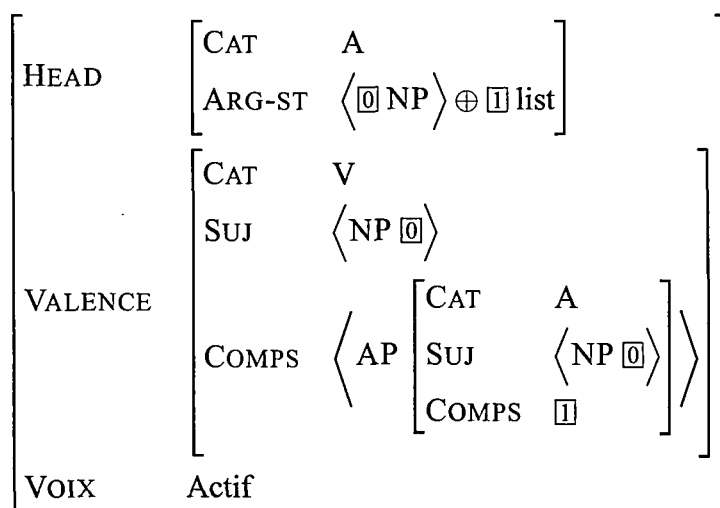 HEAD
CAT A
ARG-ST ⟨[0] NP⟩ ⊕ [1] list
VALENCE
CAT V
SUJ ⟨NP [0]⟩
COMPS ⟨AP
CAT A
SUJ ⟨NP [0]⟩
COMPS [1]
⟩
VOIX Actif